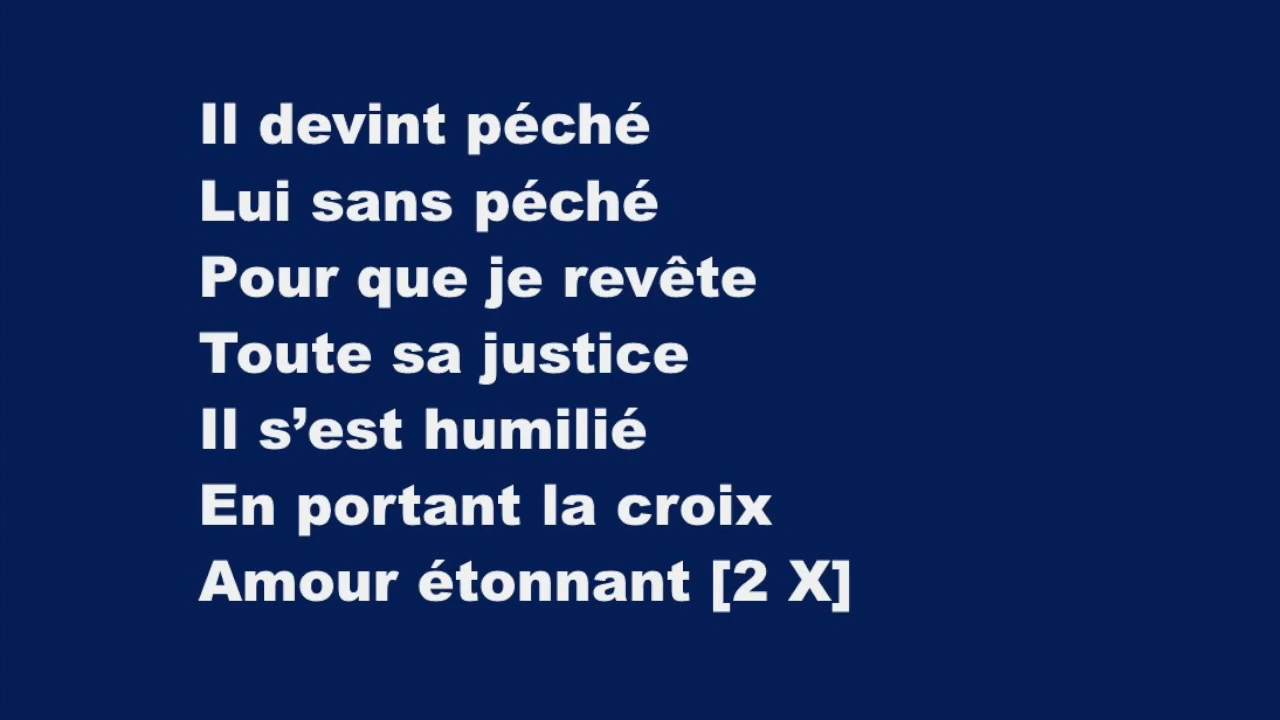 Il devint péché
Lui sans péché
Pour que je revête
Toute sa justice
Il s’est humilié
En portant la croix
Amour étonnant [2 X]